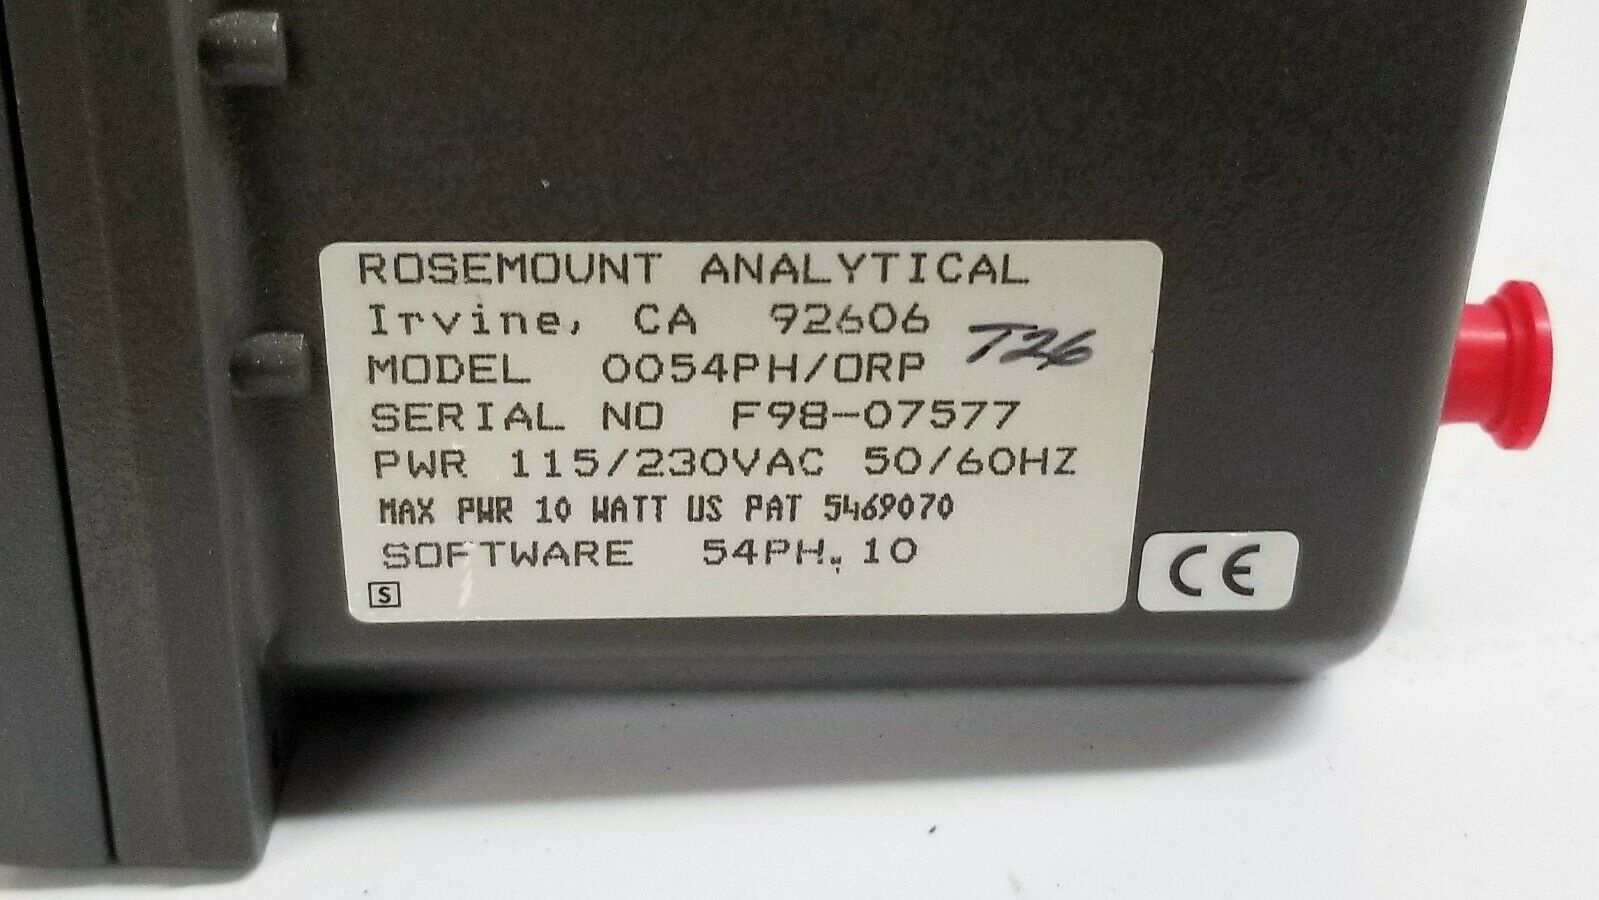 ROSEMOUNT ANALYTICAL
Irvine, CA 92606
T26
MODEL 0054PH/ORP
SERIAL NO F98-07577
PWR 115/230VAC 50/60HZ
MAX PWR 10 WATT US PAT 5469070
SOFTWARE 54PH.10
S
CE